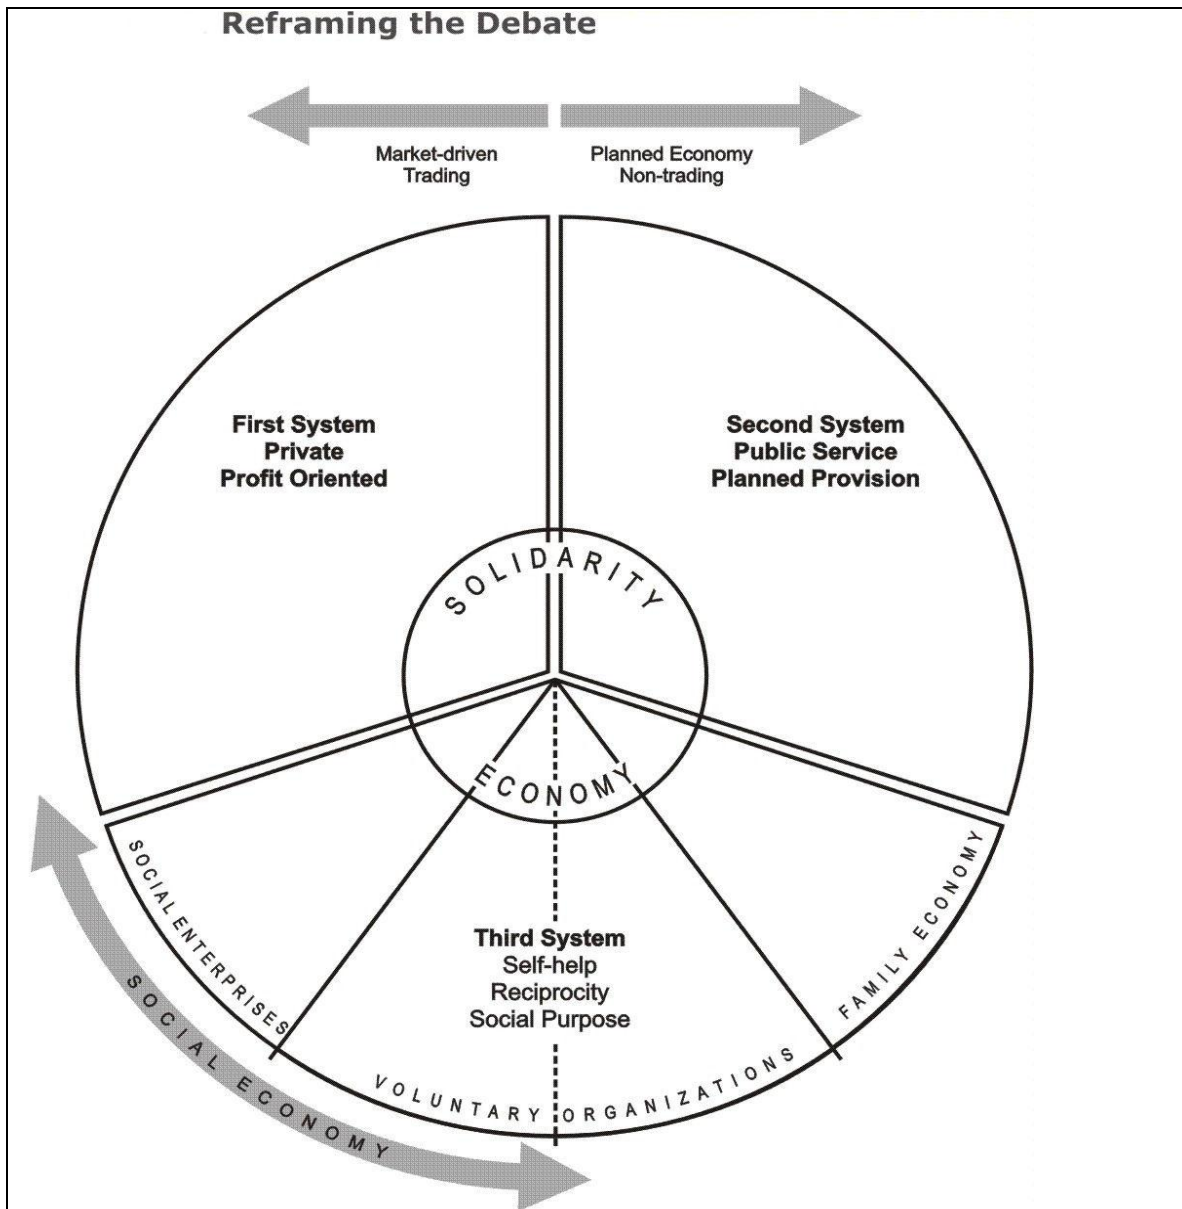 Reframing the Debate
Market-driven
Trading
Planned Economy
Non-trading
First System
Private
Profit Oriented
Second System
Public Service
Planned Provision
SOLIDARITY
ECONOMY
SOCIAL ENTERPRISES
Third System
Self-help
Reciprocity
Social Purpose
FAMILY ECONOMY
VOLUNTARY ORGANIZATIONS
SOCIAL ECONOMY